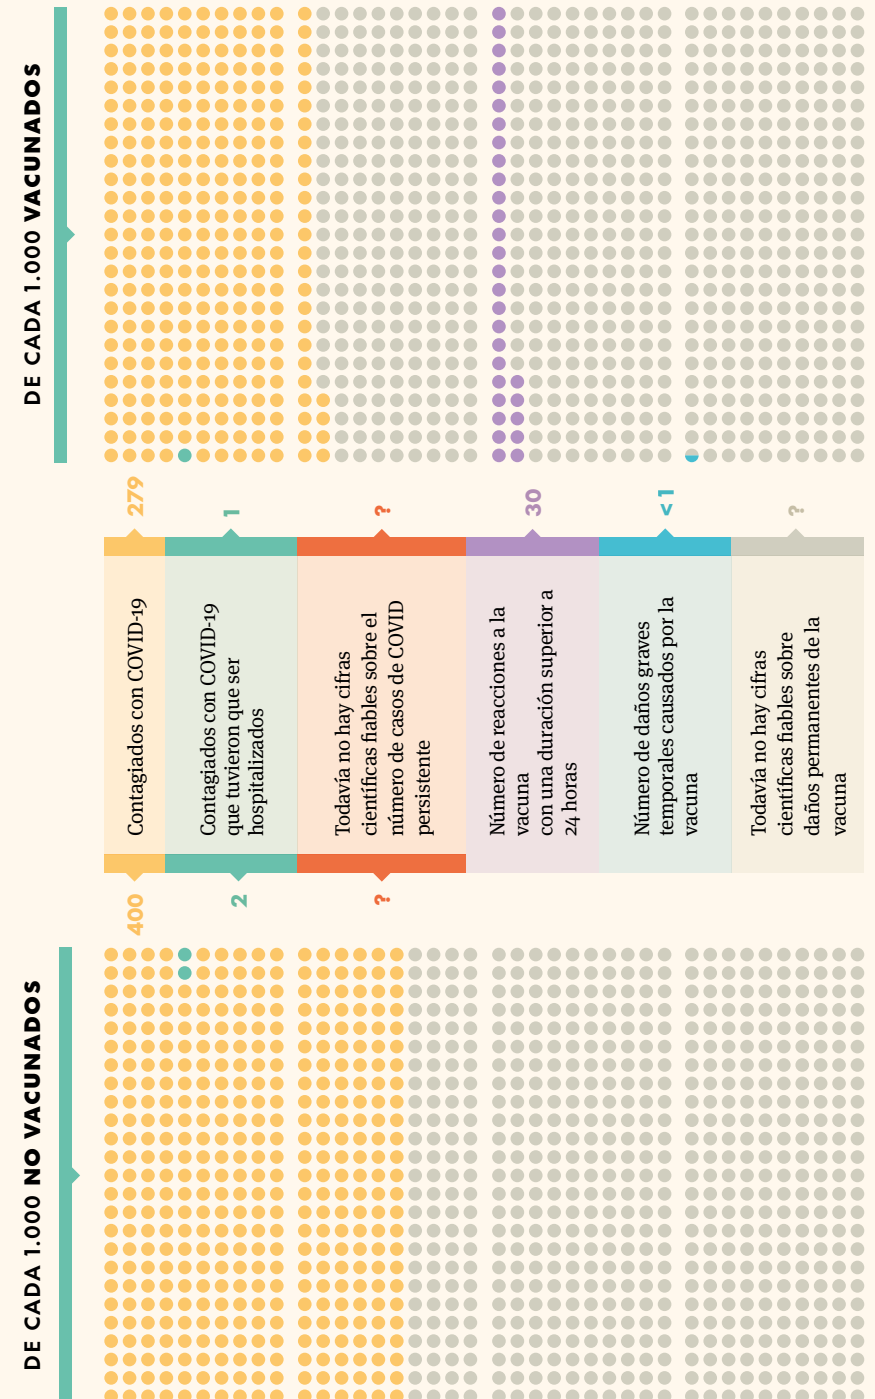 DE CADA 1.000 NO VACUNADOS
DE CADA 1.000 VACUNADOS
400
Contagiados con COVID-19
279
2
Contagiados con COVID-19
que tuvieron que ser
hospitalizados
1
?
Todavía no hay cifras
científicas fiables sobre el
número de casos de COVID
persistente
?
Número de reacciones a la
vacuna
con una duración superior a
24 horas
30
Número de daños graves
temporales causados por la
vacuna
<1
Todavía no hay cifras
científicas fiables sobre
daños permanentes de la
vacuna
?